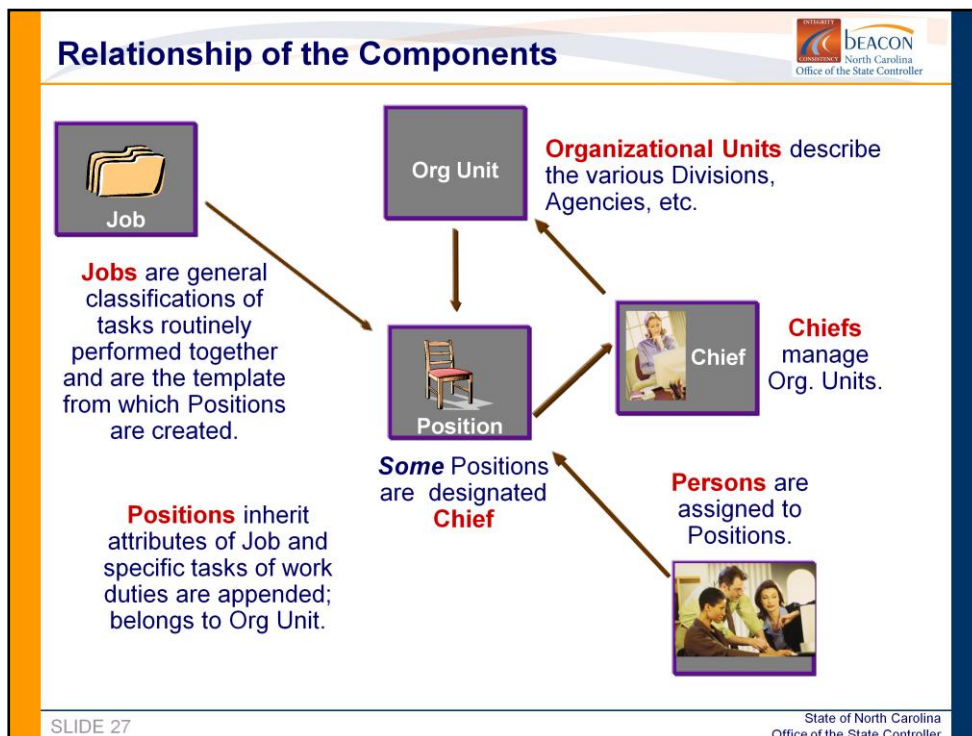 Relationship of the Components
INTEGRITY
CONSISTENCY
beacon
North Carolina
Office of the State Controller
Job
Org Unit
Organizational Units describe
the various Divisions,
Agencies, etc.
Jobs are general
classifications of
tasks routinely
performed together
and are the template
from which Positions
are created.
Position
Chief
Chiefs
manage
Org. Units.
Some Positions
are designated
Chief
Persons are
assigned to
Positions.
Positions inherit
attributes of Job and
specific tasks of work
duties are appended;
belongs to Org Unit.
SLIDE 27
State of North Carolina
Office of the State Controller